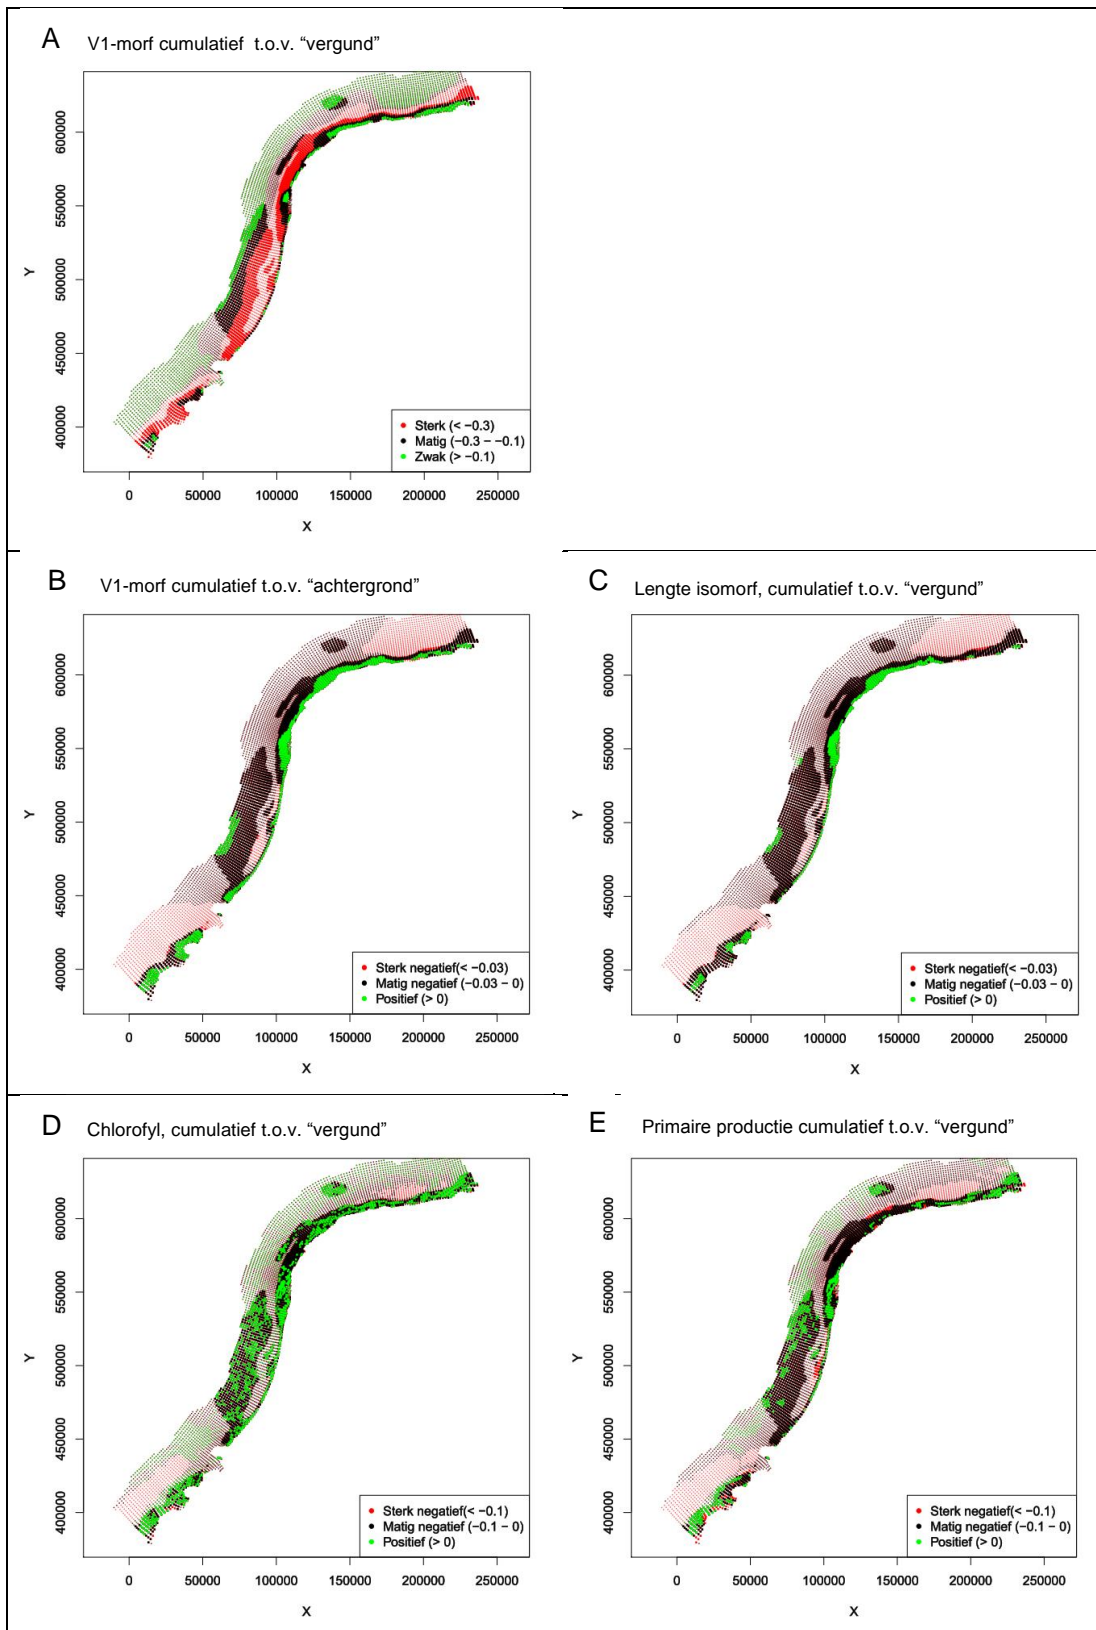 A V1-morf cumulatief t.o.v. “vergund”
Y
600000
550000
500000
450000
400000
Sterk (< −0.3)
Matig (−0.3 − −0.1)
Zwak (> −0.1)
0 50000 100000 150000 200000 250000
X
B V1-morf cumulatief t.o.v. “achtergrond”
Y
600000
550000
500000
450000
400000
Sterk negatief(< −0.03)
Matig negatief (−0.03 − 0)
Positief (> 0)
0 50000 100000 150000 200000 250000
X
C Lengte isomorf, cumulatief t.o.v. “vergund”
Y
600000
550000
500000
450000
400000
Sterk negatief(< −0.03)
Matig negatief (−0.03 − 0)
Positief (> 0)
0 50000 100000 150000 200000 250000
X
D Chlorofyl, cumulatief t.o.v. “vergund”
Y
600000
550000
500000
450000
400000
Sterk negatief(< −0.1)
Matig negatief (−0.1 − 0)
Positief (> 0)
0 50000 100000 150000 200000 250000
X
E Primaire productie cumulatief t.o.v. “vergund”
Y
600000
550000
500000
450000
400000
Sterk negatief(< −0.1)
Matig negatief (−0.1 − 0)
Positief (> 0)
0 50000 100000 150000 200000 250000
X